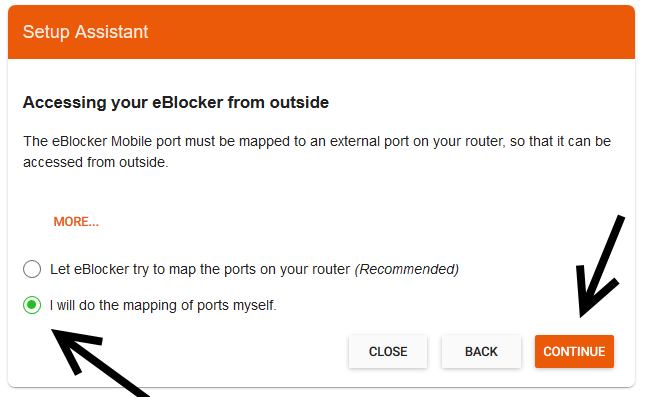 Setup Assistant
Accessing your eBlocker from outside
The eBlocker Mobile port must be mapped to an external port on your router, so that it can be
accessed from outside.
MORE...
Let eBlocker try to map the ports on your router (Recommended)
I will do the mapping of ports myself.
CLOSE BACK CONTINUE